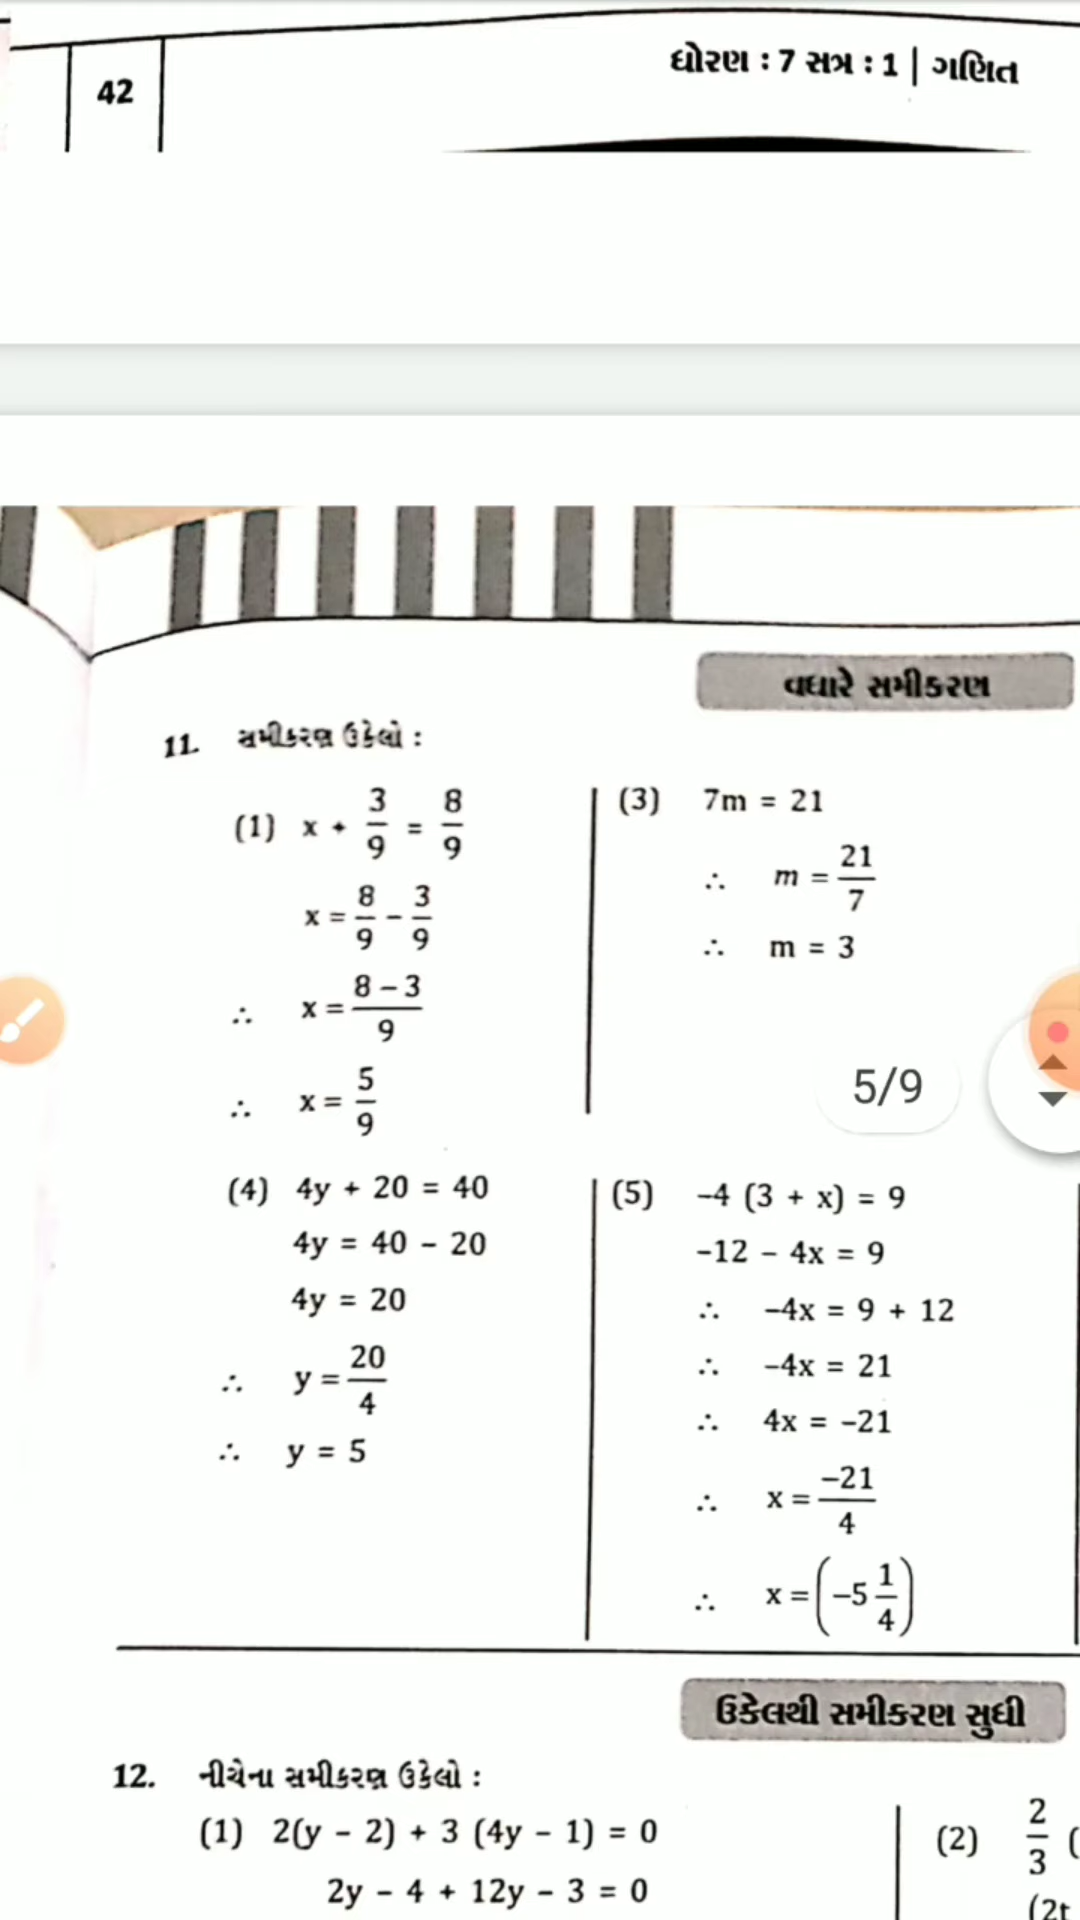 42
ધોરણ : 7 સત્ર : 1 | ગણિત
વધારે સમીકરણ
11. સમીકરણ ઉકેલો :
(1) x + 3/9 = 8/9
x = 8/9 – 3/9
∴ x = (8 – 3)/9
∴ x = 5/9
(3) 7m = 21
∴ m = 21/7
∴ m = 3
5/9
(4) 4y + 20 = 40
4y = 40 – 20
4y = 20
∴ y = 20/4
∴ y = 5
(5) –4 (3 + x) = 9
–12 – 4x = 9
∴ –4x = 9 + 12
∴ –4x = 21
∴ 4x = –21
∴ x = –21/4
∴ x = (–5 1/4)
ઉકેલથી સમીકરણ સુધી
12. નીચેના સમીકરણ ઉકેલો :
(1) 2(y – 2) + 3 (4y – 1) = 0
2y – 4 + 12y – 3 = 0
(2) 2/3 (
(2t